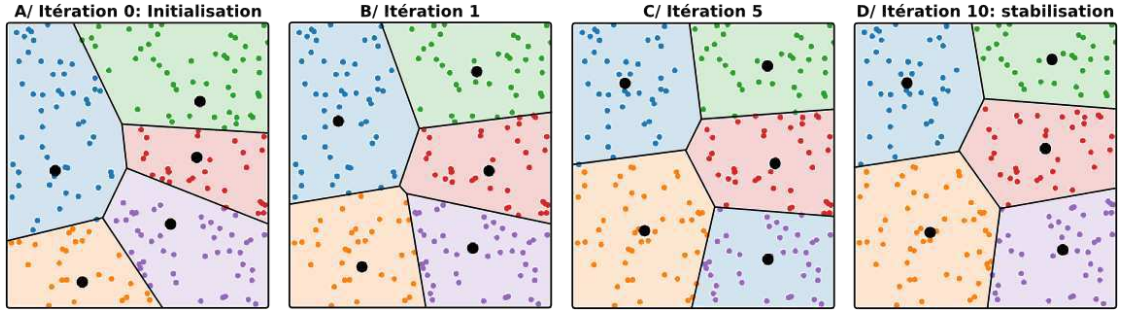 A/ Itération 0: Initialisation
B/ Itération 1
C/ Itération 5
D/ Itération 10: stabilisation